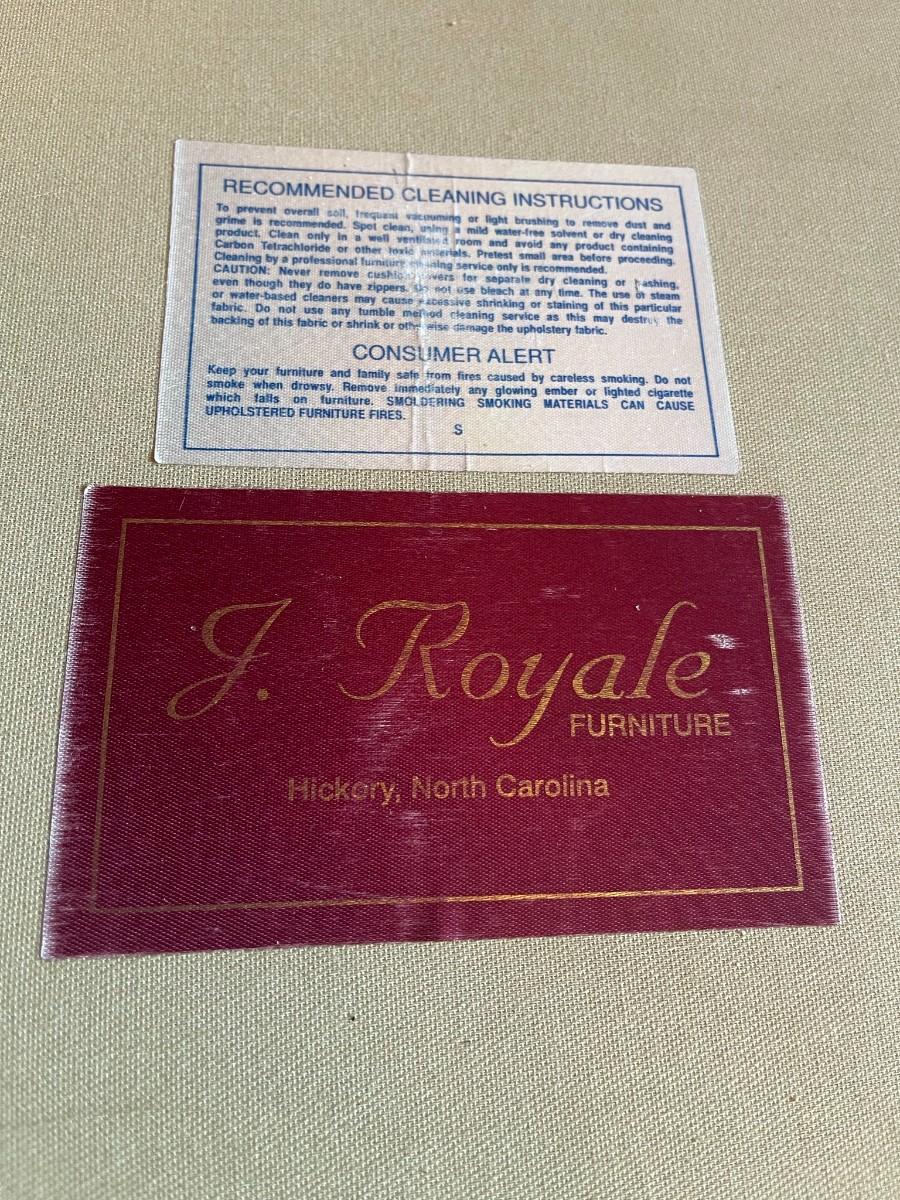 RECOMMENDED CLEANING INSTRUCTIONS
To prevent overall soil, frequent vacuuming or light brushing to remove dust and
grime is recommended. Spot clean, using a mild water-free solvent or dry cleaning
product. Clean only in a well ventilated room and avoid any product containing
Carbon Tetrachloride or other toxic materials. Pretest small area before proceeding.
Cleaning by a professional furniture cleaning service only is recommended.
CAUTION: Never remove cushion covers for separate dry cleaning or washing,
even though they do have zippers. Do not use bleach at any time. The use of steam
or water-based cleaners may cause excessive shrinking or staining of this particular
fabric. Do not use any tumble method cleaning service as this may destroy the
backing of this fabric or shrink or otherwise damage the upholstery fabric.
CONSUMER ALERT
Keep your furniture and family safe from fires caused by careless smoking. Do not
smoke when drowsy. Remove immediately any glowing ember or lighted cigarette
which falls on furniture. SMOLDERING SMOKING MATERIALS CAN CAUSE
UPHOLSTERED FURNITURE FIRES.
S
J. Royale
FURNITURE
Hickory, North Carolina